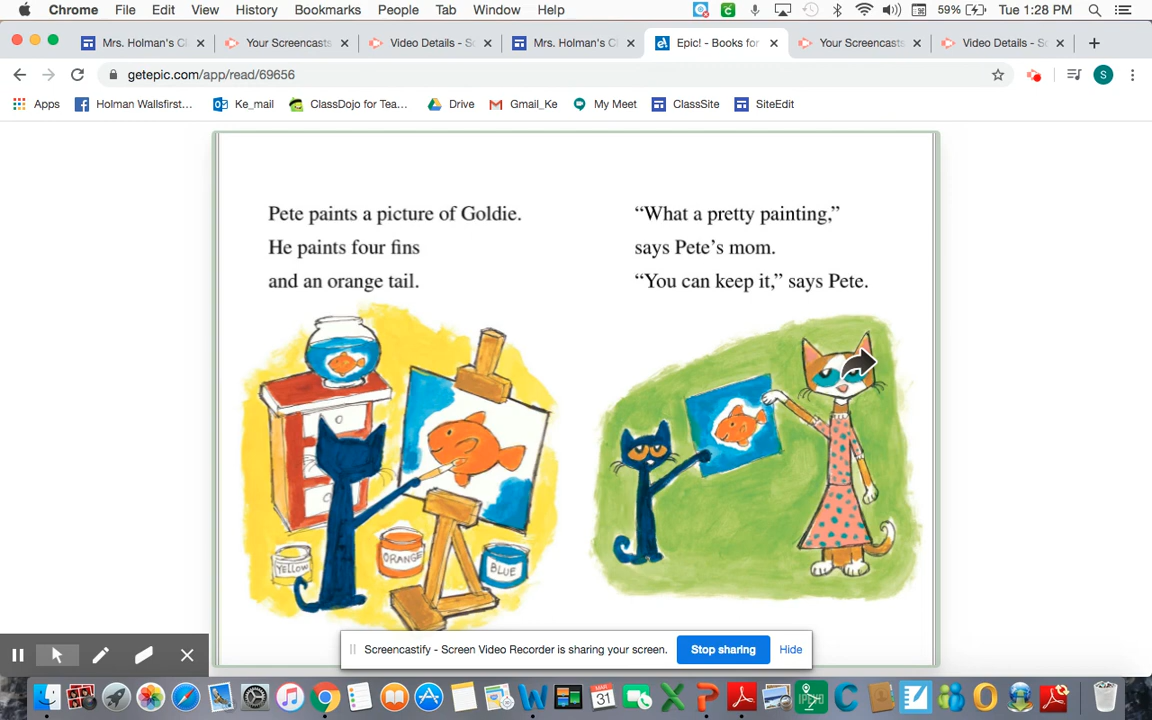 Chrome File Edit View History Bookmarks People Tab Window Help 59% Tue 1:28 PM
Mrs. Holman's Cl Your Screencasts Video Details - Sc Mrs. Holman's Cl Epic! - Books for Your Screencasts Video Details - Sc
getepic.com/app/read/69656 S
Apps Holman Wallsfirst... Ke_mail ClassDojo for Tea... Drive Gmail_Ke My Meet ClassSite SiteEdit
Pete paints a picture of Goldie.
He paints four fins
and an orange tail.
YELLOW
ORANGE
BLUE
“What a pretty painting,”
says Pete’s mom.
“You can keep it,” says Pete.
Screencastify - Screen Video Recorder is sharing your screen. Stop sharing Hide
MAR
31